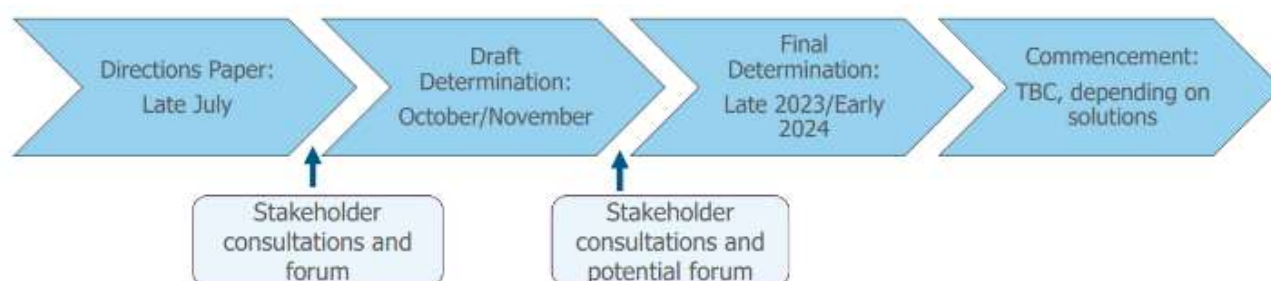 Directions Paper:
Late July
Draft
Determination:
October/November
Final
Determination:
Late 2023/Early
2024
Commencement:
TBC, depending on
solutions
Stakeholder
consultations and
forum
Stakeholder
consultations and
potential forum